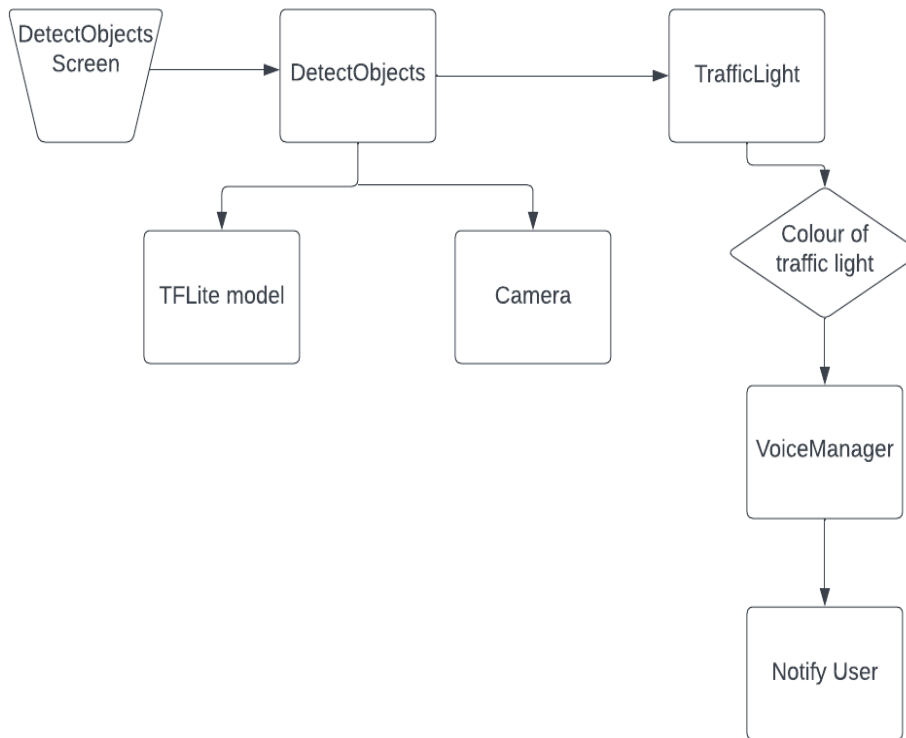 DetectObjects
Screen
DetectObjects
TrafficLight
Colour of
traffic light
TFLite model
Camera
VoiceManager
Notify User